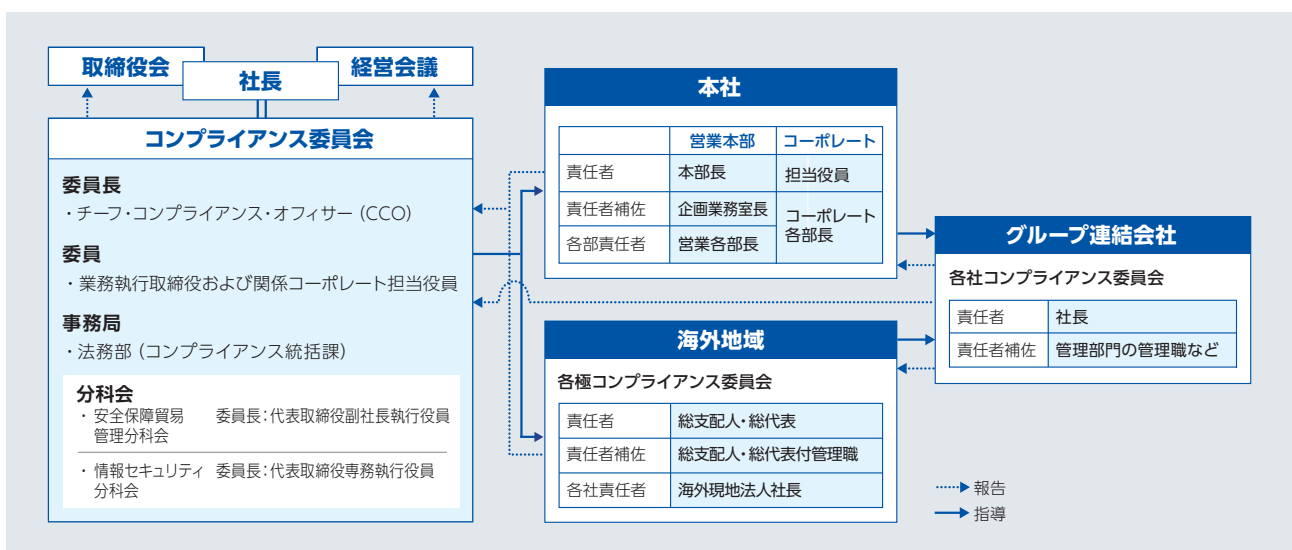 取締役会
社長
経営会議
コンプライアンス委員会
委員長
・チーフ・コンプライアンス・オフィサー（CCO）
委員
・業務執行取締役および関係コーポレート担当役員
事務局
・法務部（コンプライアンス統括課）
分科会
・安全保障貿易 委員長：代表取締役副社長執行役員
管理分科会
・情報セキュリティ 委員長：代表取締役専務執行役員
分科会
本社
営業本部 コーポレート
責任者 本部長 担当役員
責任者補佐 企画業務室長 コーポレート
各部長
各部責任者 営業各部長
海外地域
各極コンプライアンス委員会
責任者 総支配人・総代表
責任者補佐 総支配人・総代表付管理職
各社責任者 海外現地法人社長
グループ連結会社
各社コンプライアンス委員会
責任者 社長
責任者補佐 管理部門の管理職など
報告
指導